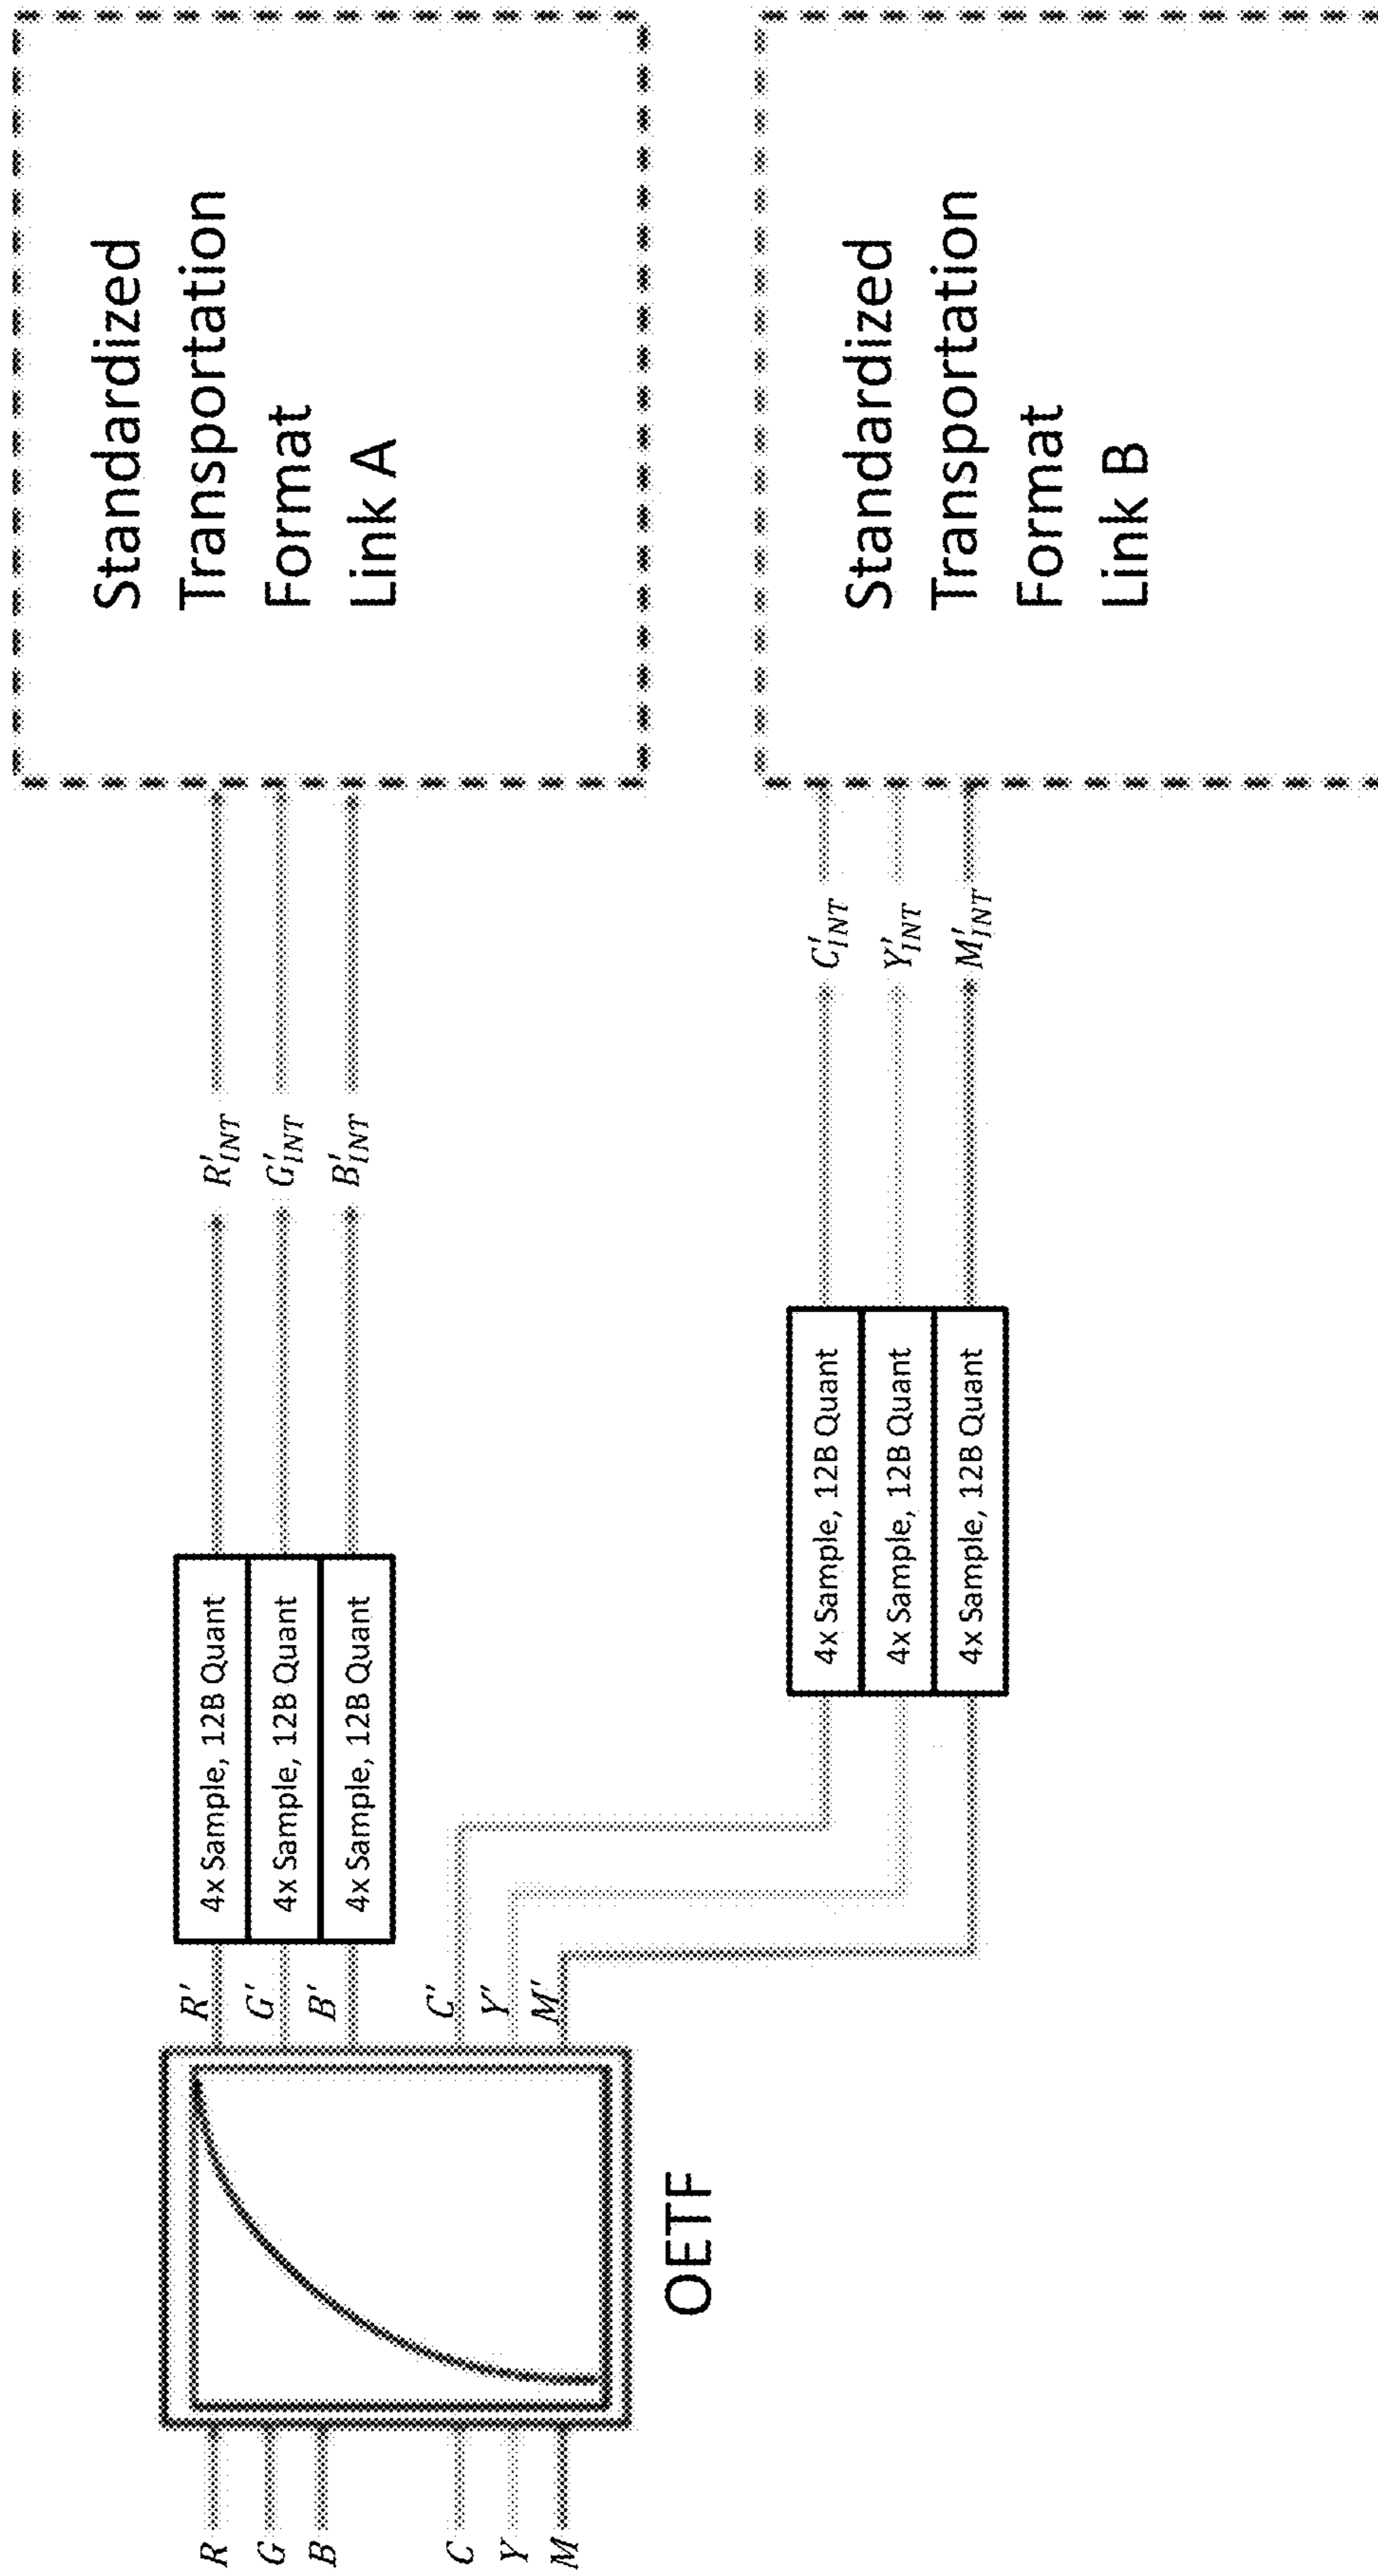 R
G
B
C
Y
M
OETF
R'
G'
B'
C'
Y'
M'
4x Sample, 12B Quant
4x Sample, 12B Quant
4x Sample, 12B Quant
4x Sample, 12B Quant
4x Sample, 12B Quant
4x Sample, 12B Quant
R'INT
G'INT
B'INT
C'INT
Y'INT
M'INT
Standardized
Transportation
Format
Link A
Standardized
Transportation
Format
Link B